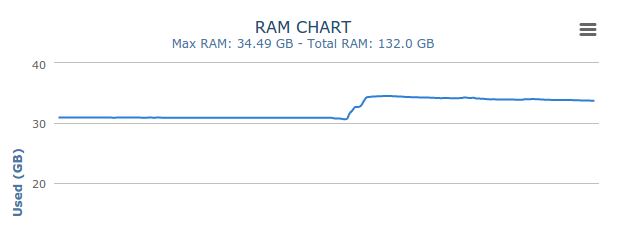 RAM CHART
Max RAM: 34.49 GB - Total RAM: 132.0 GB
40
30
20
Used (GB)